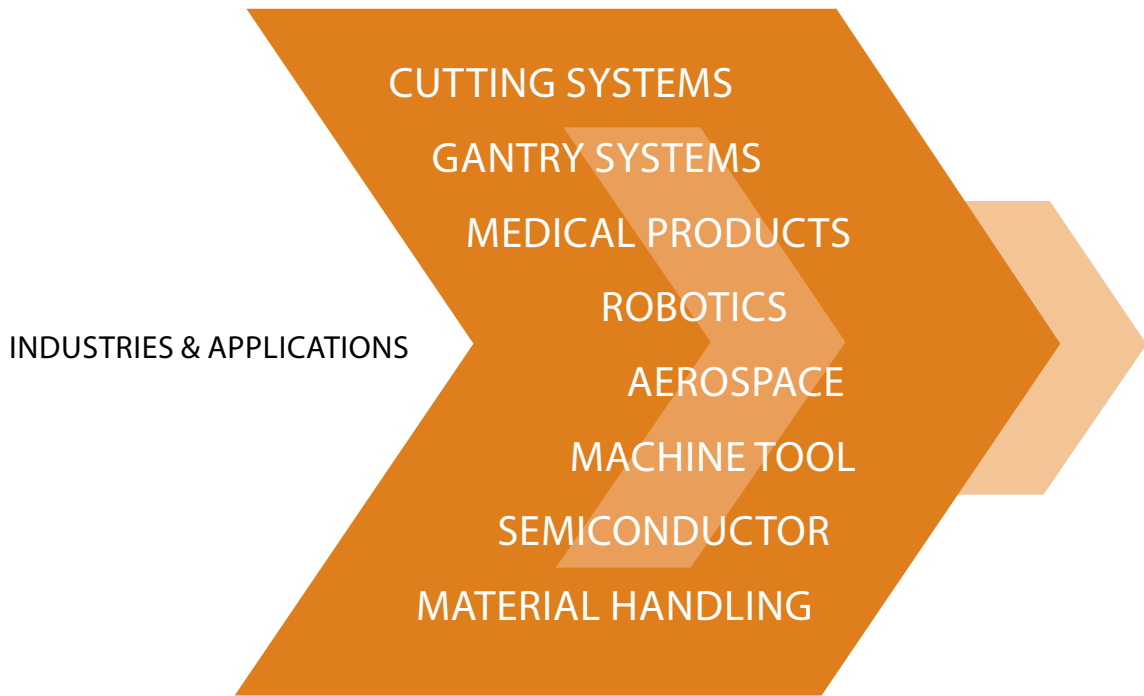 CUTTING SYSTEMS
GANTRY SYSTEMS
MEDICAL PRODUCTS
ROBOTICS
INDUSTRIES & APPLICATIONS
AEROSPACE
MACHINE TOOL
SEMICONDUCTOR
MATERIAL HANDLING